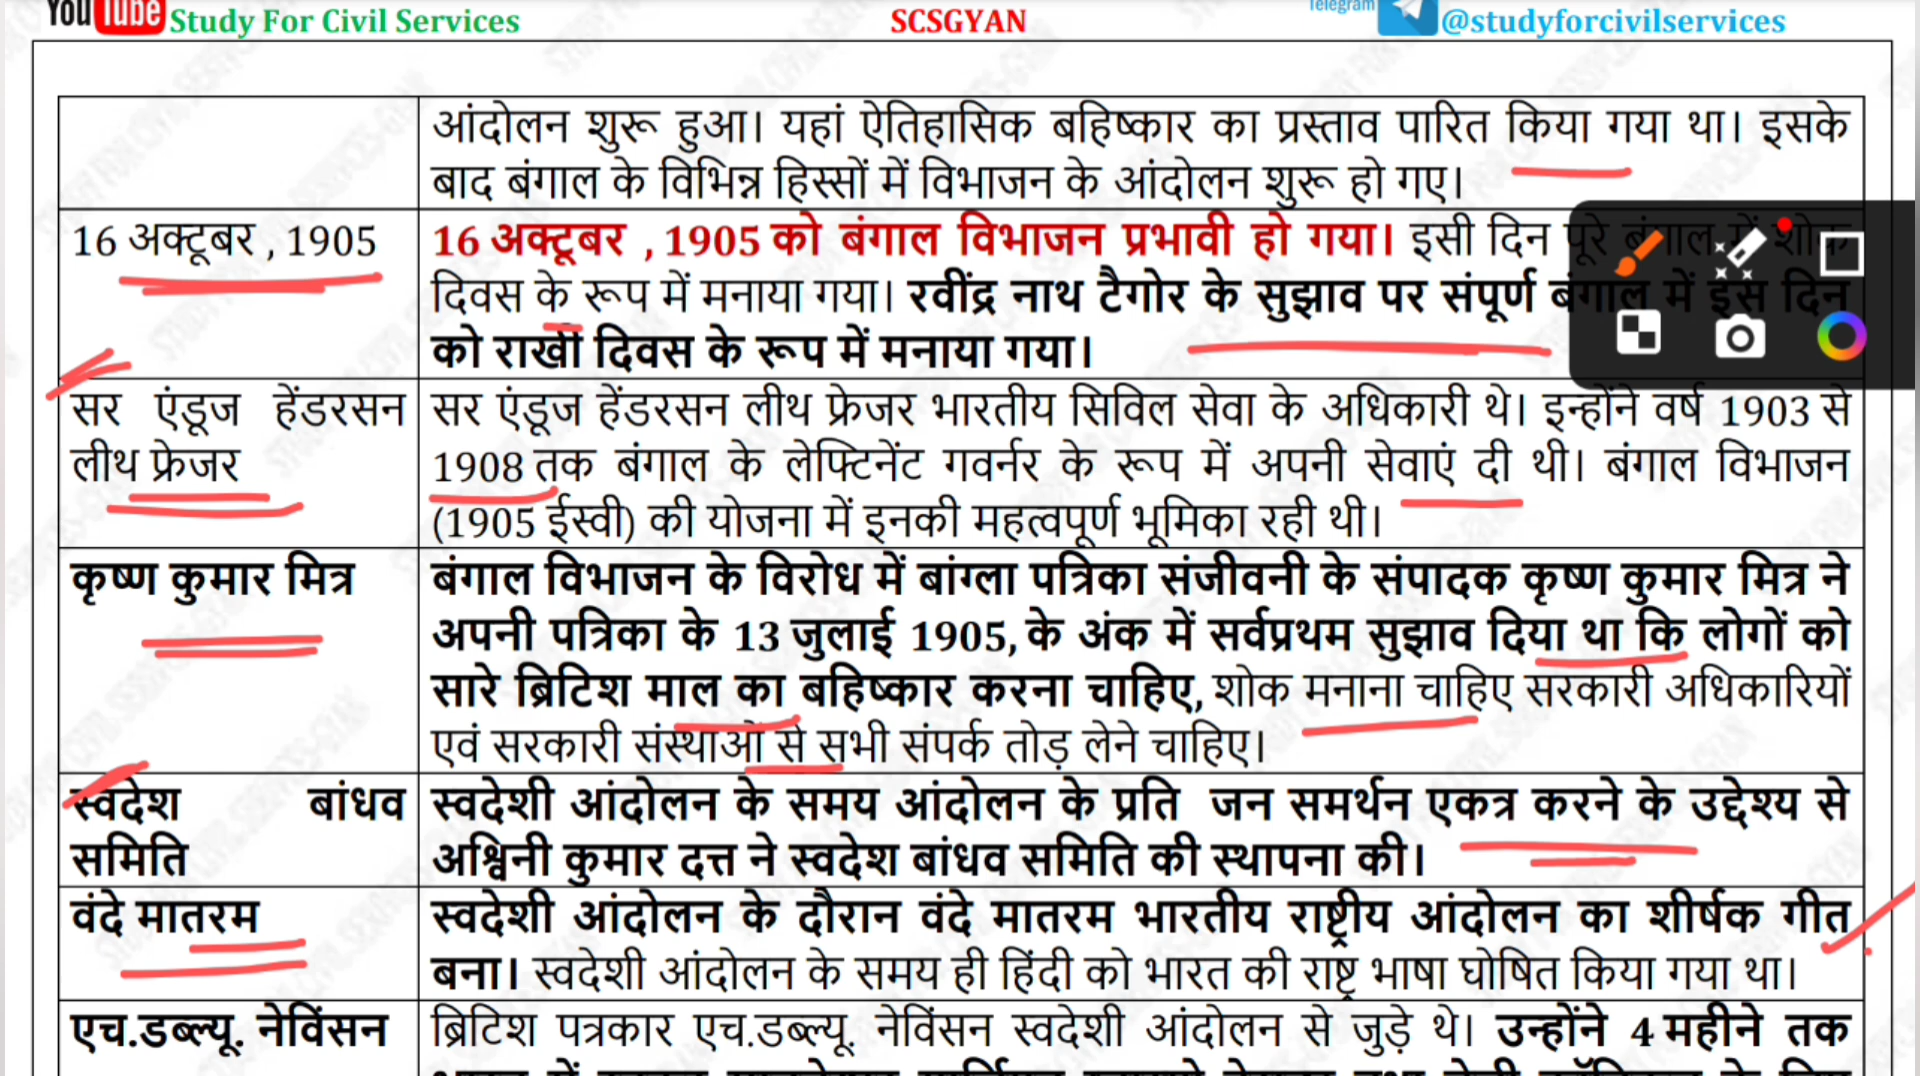 YouTube Study For Civil Services SCSGYAN Telegram @studyforcivilservices
आंदोलन शुरू हुआ। यहां ऐतिहासिक बहिष्कार का प्रस्ताव पारित किया गया था। इसके
बाद बंगाल के विभिन्न हिस्सों में विभाजन के आंदोलन शुरू हो गए।
16 अक्टूबर , 1905
16 अक्टूबर , 1905 को बंगाल विभाजन प्रभावी हो गया। इसी दिन पूरे बंगाल में शोक
दिवस के रूप में मनाया गया। रवींद्र नाथ टैगोर के सुझाव पर संपूर्ण बंगाल में इस दिन
को राखी दिवस के रूप में मनाया गया।
सर एंडूज हेंडरसन
लीथ फ्रेजर
सर एंडूज हेंडरसन लीथ फ्रेजर भारतीय सिविल सेवा के अधिकारी थे। इन्होंने वर्ष 1903 से
1908 तक बंगाल के लेफ्टिनेंट गवर्नर के रूप में अपनी सेवाएं दी थी। बंगाल विभाजन
(1905 ईस्वी) की योजना में इनकी महत्वपूर्ण भूमिका रही थी।
कृष्ण कुमार मित्र
बंगाल विभाजन के विरोध में बांग्ला पत्रिका संजीवनी के संपादक कृष्ण कुमार मित्र ने
अपनी पत्रिका के 13 जुलाई 1905, के अंक में सर्वप्रथम सुझाव दिया था कि लोगों को
सारे ब्रिटिश माल का बहिष्कार करना चाहिए, शोक मनाना चाहिए सरकारी अधिकारियों
एवं सरकारी संस्थाओं से सभी संपर्क तोड़ लेने चाहिए।
स्वदेश बांधव
समिति
स्वदेशी आंदोलन के समय आंदोलन के प्रति जन समर्थन एकत्र करने के उद्देश्य से
अश्विनी कुमार दत्त ने स्वदेश बांधव समिति की स्थापना की।
वंदे मातरम
स्वदेशी आंदोलन के दौरान वंदे मातरम भारतीय राष्ट्रीय आंदोलन का शीर्षक गीत
बना। स्वदेशी आंदोलन के समय ही हिंदी को भारत की राष्ट्र भाषा घोषित किया गया था।
एच.डब्ल्यू. नेविंसन
ब्रिटिश पत्रकार एच.डब्ल्यू. नेविंसन स्वदेशी आंदोलन से जुड़े थे। उन्होंने 4 महीने तक